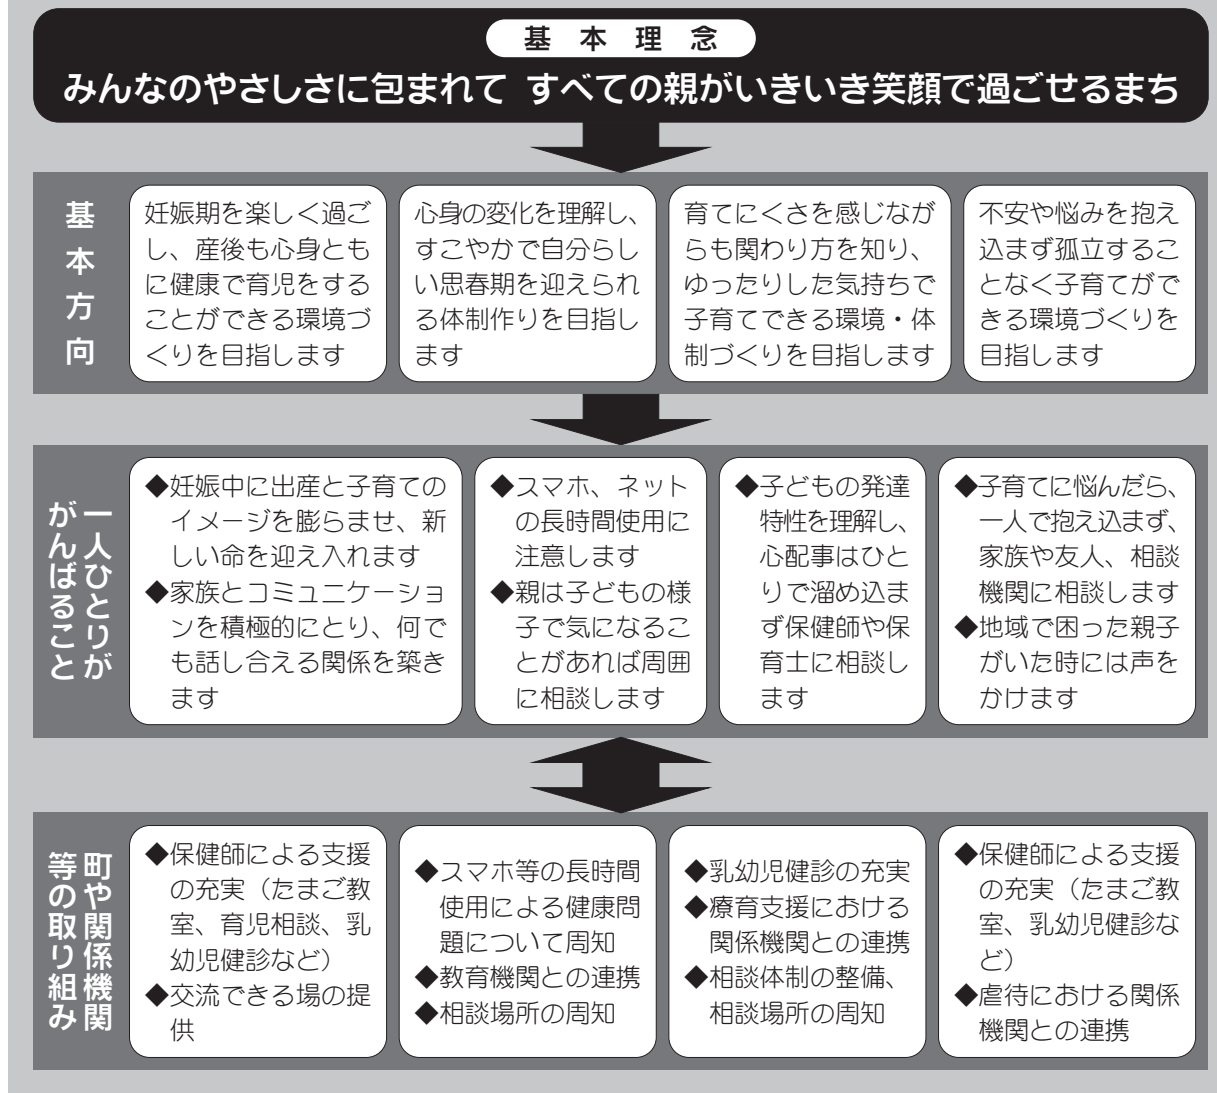 基本理念
みんなのやさしさに包まれて すべての親がいきいき笑顔で過ごせるまち
基本方向
妊娠期を楽しく過ご
し、産後も心身とも
に健康で育児をする
ことができる環境づ
くりを目指します
心身の変化を理解し、
すこやかで自分らし
い思春期を迎えられ
る体制作りを目指し
ます
育てにくさを感じなが
らも関わり方を知り、
ゆったりした気持ちで
子育てできる環境・体
制づくりを目指します
不安や悩みを抱え
込まず孤立するこ
となく子育てがで
きる環境づくりを
目指します
一人ひとりが
がんばること
◆妊娠中に出産と子育ての
イメージを膨らませ、新
しい命を迎え入れます
◆家族とコミュニケーショ
ンを積極的にとり、何で
も話し合える関係を築き
ます
◆スマホ、ネット
の長時間使用に
注意します
◆親は子どもの様
子で気になるこ
とがあれば周囲
に相談します
◆子どもの発達
特性を理解し、
心配事はひと
りで溜め込ま
ず保健師や保
育士に相談し
ます
◆子育てに悩んだら、
一人で抱え込まず、
家族や友人、相談
機関に相談します
◆地域で困った親子
がいた時には声を
かけます
町や関係機関
等の取り組み
◆保健師による支援
の充実（たまご教
室、育児相談、乳
幼児健診など）
◆交流できる場の提
供
◆スマホ等の長時間
使用による健康問
題について周知
◆教育機関との連携
◆相談場所の周知
◆乳幼児健診の充実
◆療育支援における
関係機関との連携
◆相談体制の整備、
相談場所の周知
◆保健師による支援
の充実（たまご教
室、乳幼児健診な
ど）
◆虐待における関係
機関との連携